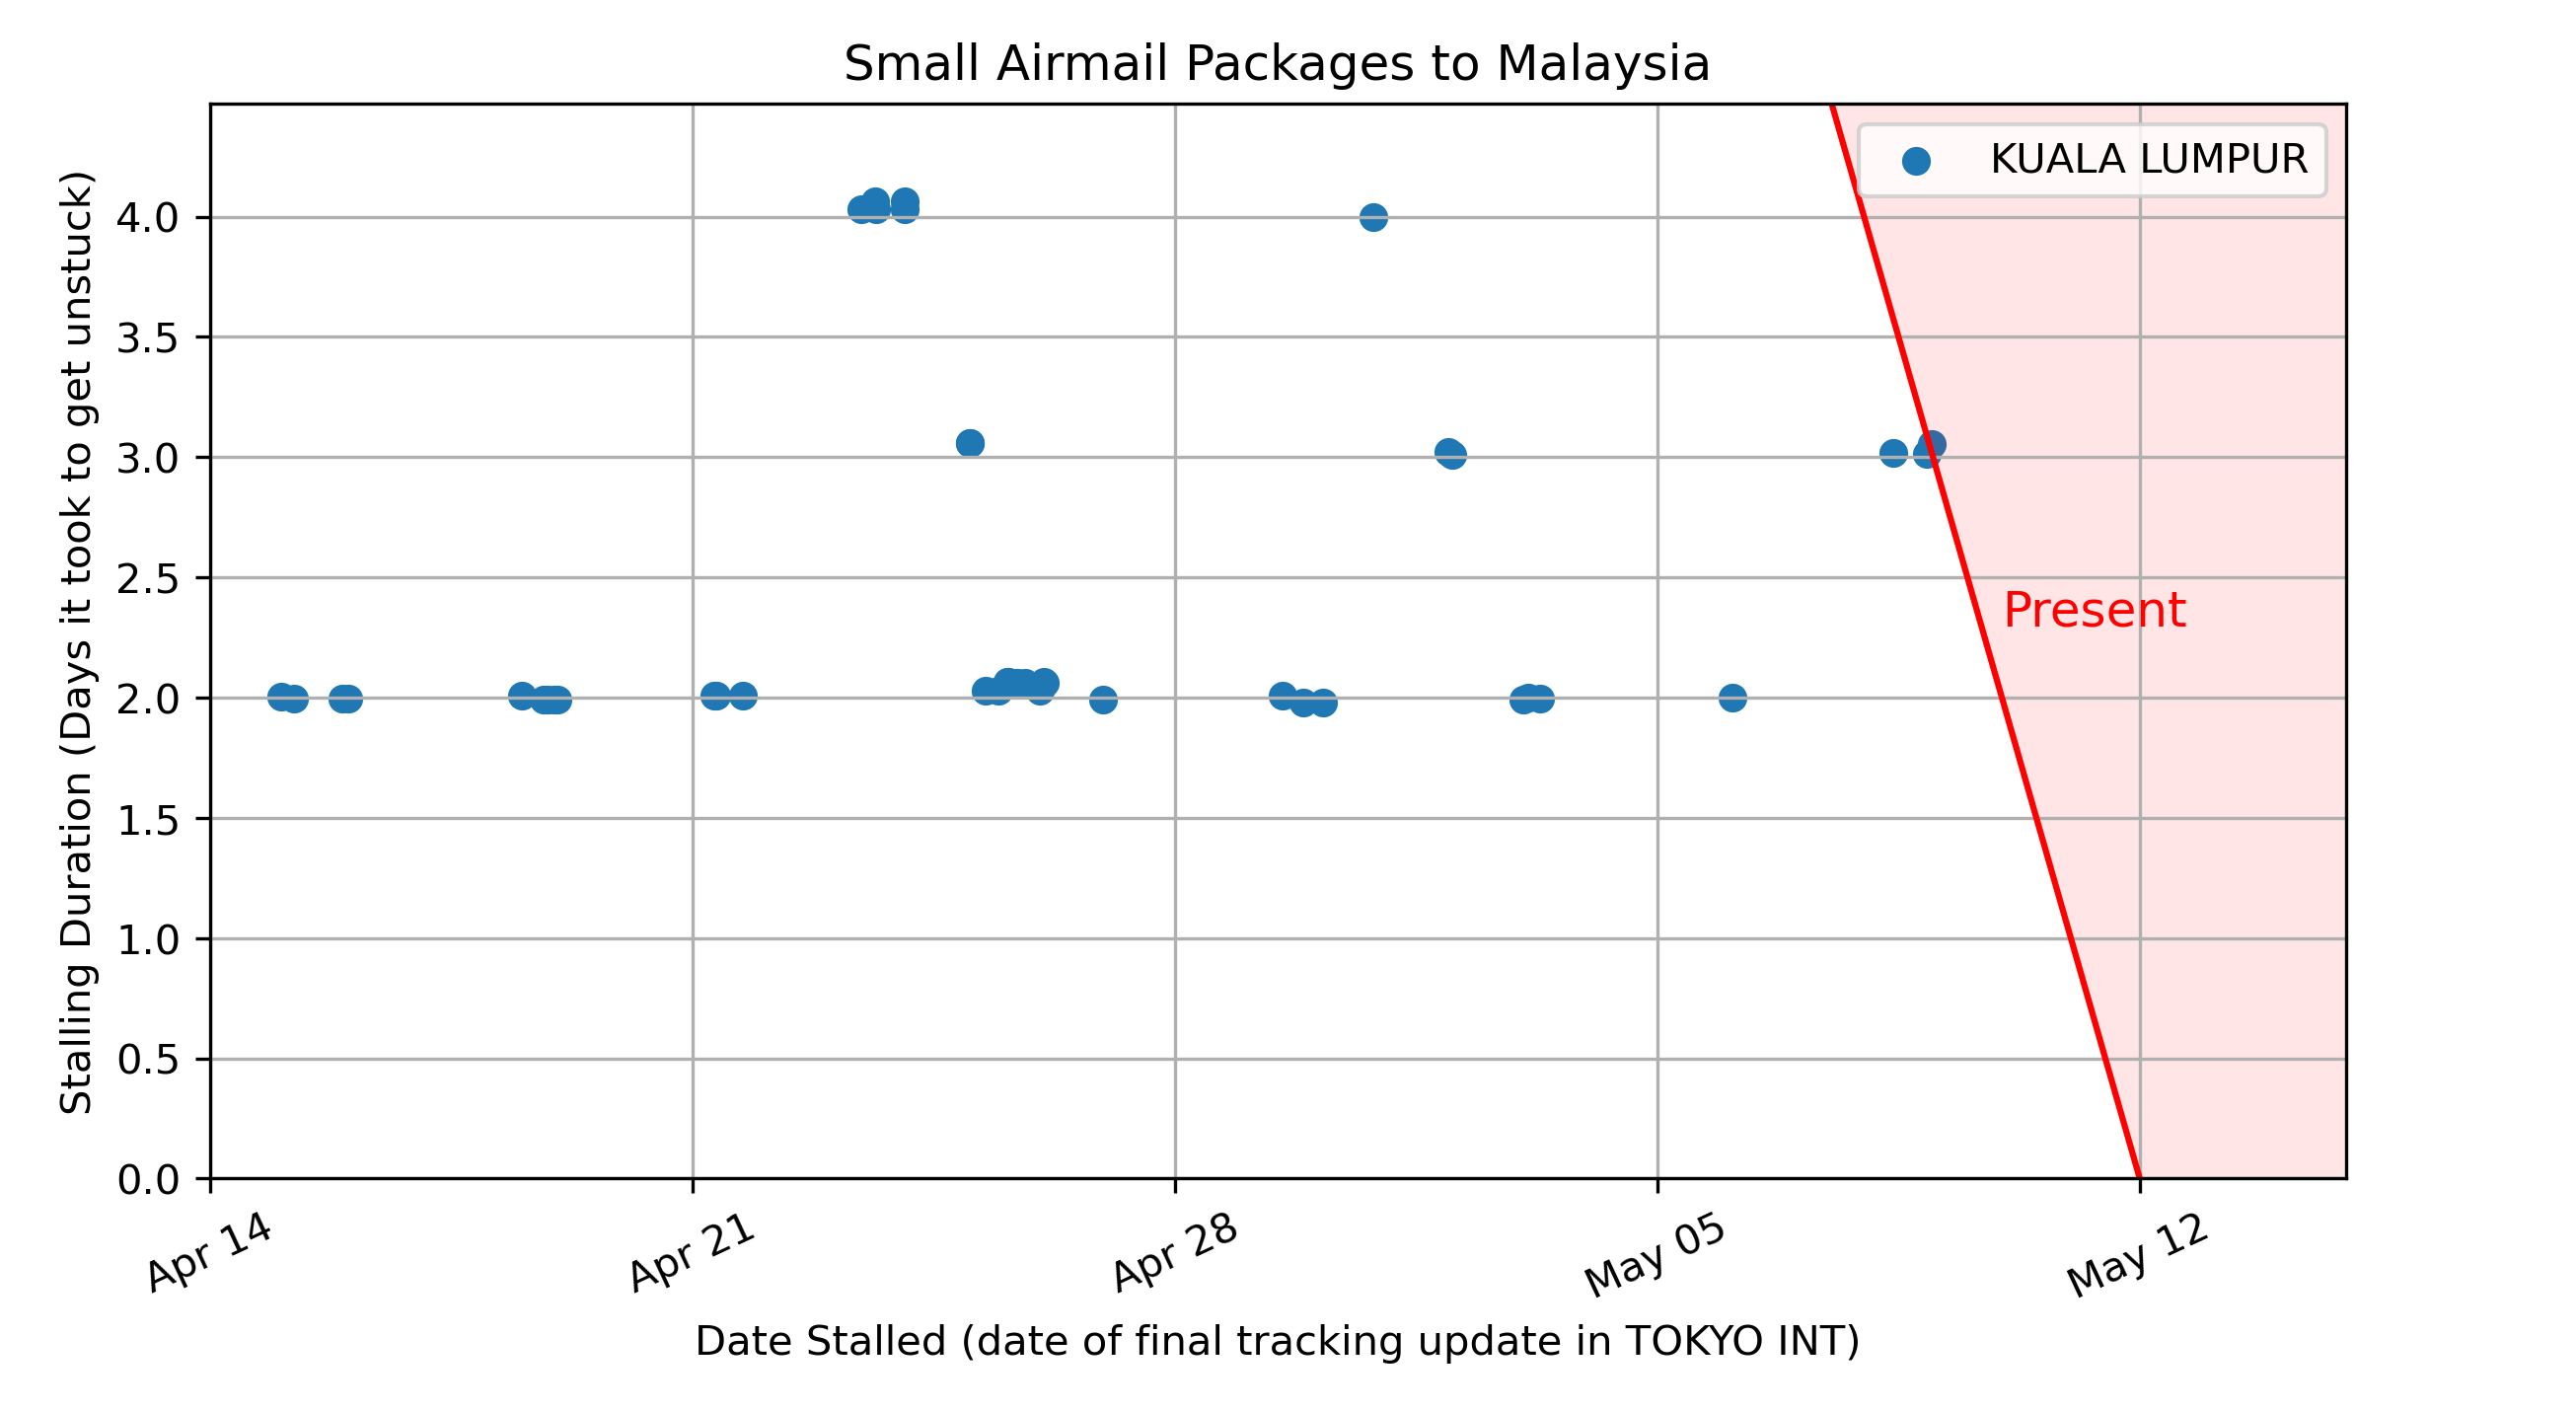 Small Airmail Packages to Malaysia
KUALA LUMPUR
Stalling Duration (Days it took to get unstuck)
4.0
3.5
3.0
2.5
2.0
1.5
1.0
0.5
0.0
Present
Apr 14
Apr 21
Apr 28
May 05
May 12
Date Stalled (date of final tracking update in TOKYO INT)